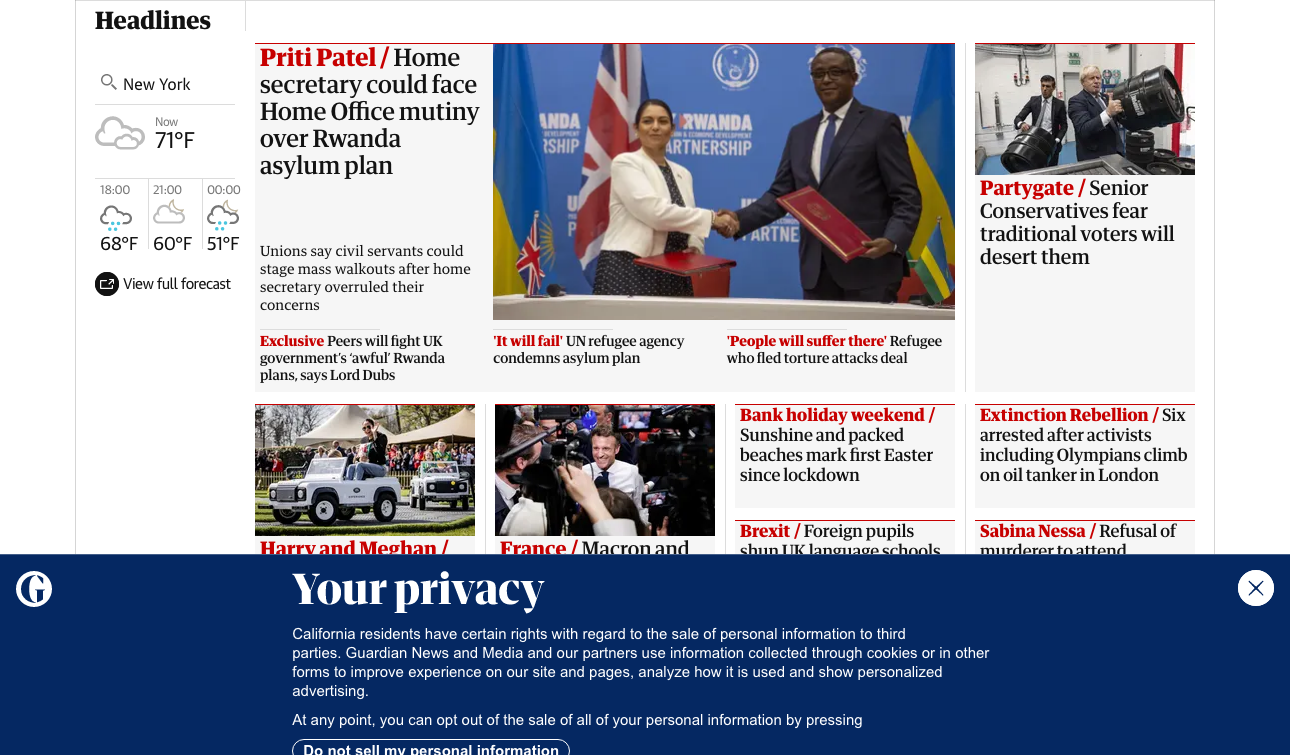 Headlines
New York
Now
71°F
18:00
21:00
00:00
68°F
60°F
51°F
View full forecast
Priti Patel / Home
secretary could face
Home Office mutiny
over Rwanda
asylum plan
Unions say civil servants could
stage mass walkouts after home
secretary overruled their
concerns
Exclusive Peers will fight UK
government's ‘awful’ Rwanda
plans, says Lord Dubs
'It will fail' UN refugee agency
condemns asylum plan
'People will suffer there' Refugee
who fled torture attacks deal
Partygate / Senior
Conservatives fear
traditional voters will
desert them
Harry and Meghan /
France / Macron and
Bank holiday weekend /
Sunshine and packed
beaches mark first Easter
since lockdown
Brexit / Foreign pupils
shun UK language schools
Extinction Rebellion / Six
arrested after activists
including Olympians climb
on oil tanker in London
Sabina Nessa / Refusal of
murderer to attend
Your privacy
California residents have certain rights with regard to the sale of personal information to third
parties. Guardian News and Media and our partners use information collected through cookies or in other
forms to improve experience on our site and pages, analyze how it is used and show personalized
advertising.
At any point, you can opt out of the sale of all of your personal information by pressing
Do not sell my personal information